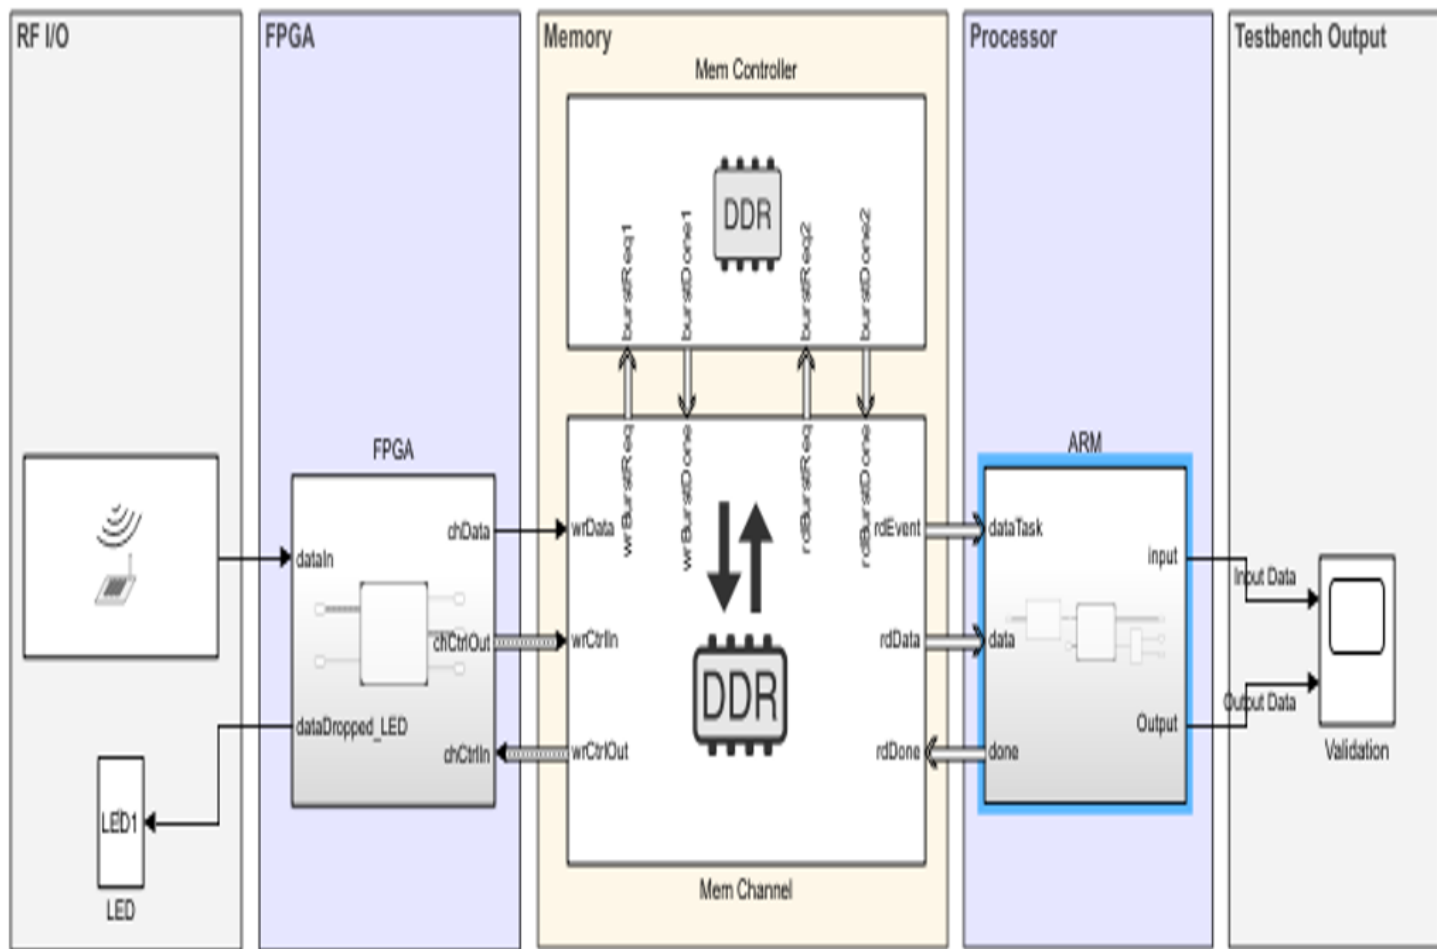 RF I/O
FPGA
Memory
Processor
Testbench Output
Mem Controller
DDR
burstReq1
burstDone1
burstReq2
burstDone2
wrBurstReq
wrBurstDone
rdBurstReq
rdBurstDone
FPGA
dataIn
chData
chCtrlOut
dataDropped_LED
chCtrlIn
LED1
LED
wrData
wrCtrlIn
wrCtrlOut
DDR
rdEvent
rdData
rdDone
Mem Channel
ARM
dataTask
data
done
input
Output
Input Data
Output Data
Validation